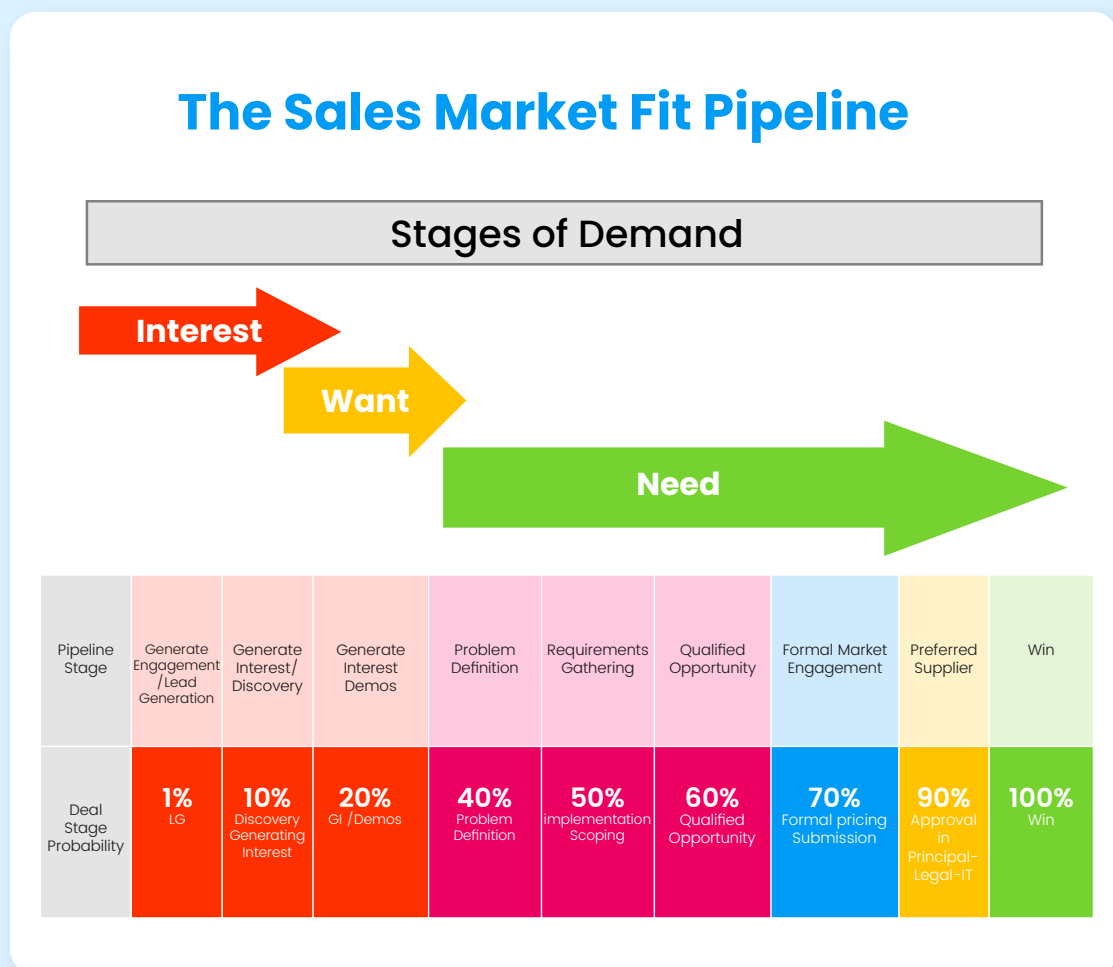 The Sales Market Fit Pipeline
Stages of Demand
Interest
Want
Need
Pipeline
Stage
Generate
Engagement
/Lead
Generation
Generate
Interest/
Discovery
Generate
Interest
Demos
Problem
Definition
Requirements
Gathering
Qualified
Opportunity
Formal Market
Engagement
Preferred
Supplier
Win
Deal
Stage
Probability
1%
LG
10%
Discovery
Generating
Interest
20%
GI /Demos
40%
Problem
Definition
50%
implementation
Scoping
60%
Qualified
Opportunity
70%
Formal pricing
Submission
90%
Approval
in
Principal-
Legal-IT
100%
Win